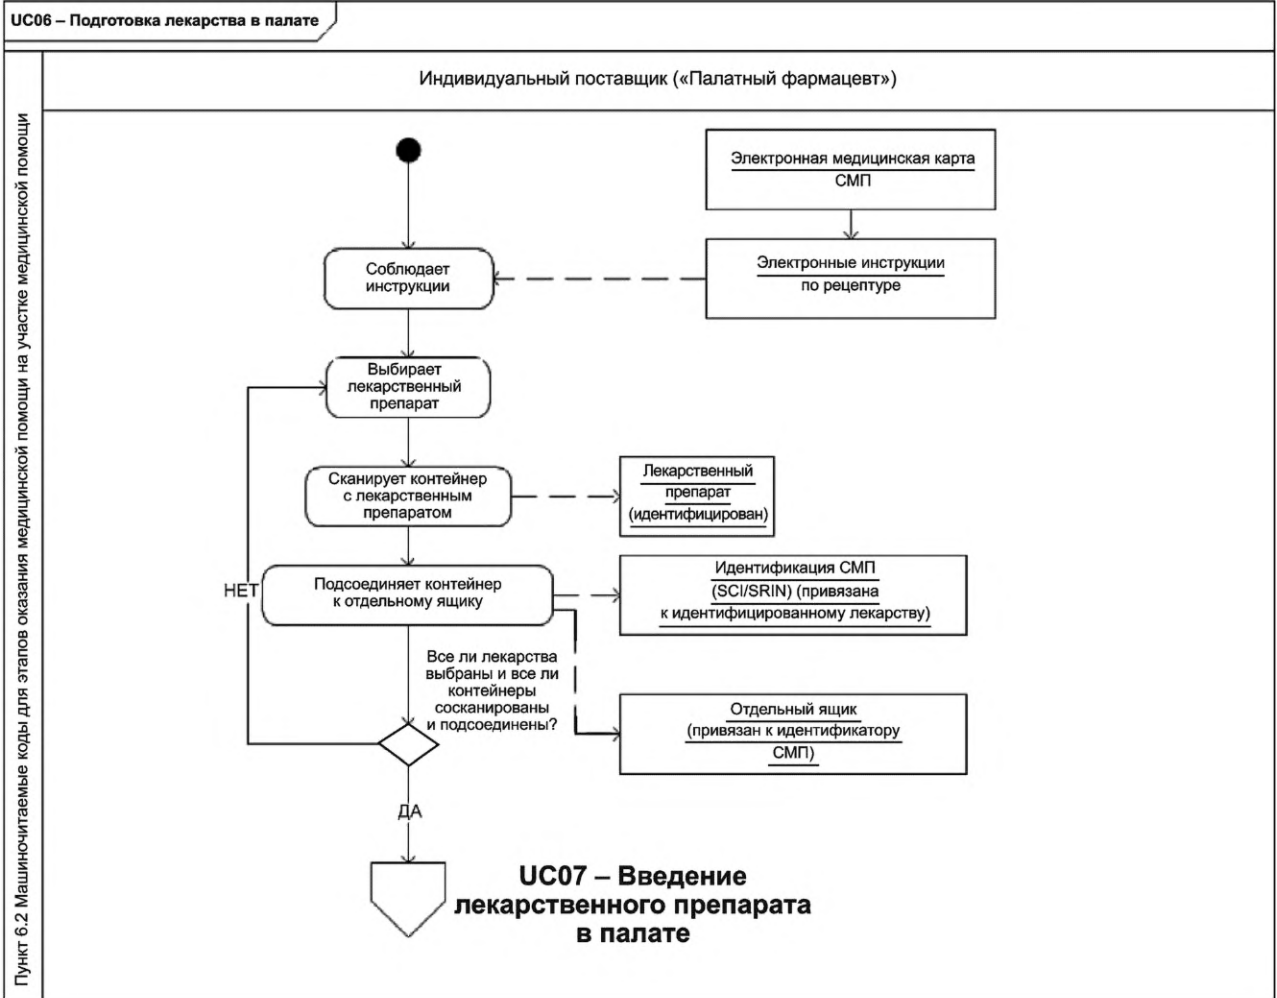 UC06 – Подготовка лекарства в палате
Пункт 6.2 Машиночитаемые коды для этапов оказания медицинской помощи на участке медицинской помощи
Индивидуальный поставщик («Палатный фармацевт»)
Электронная медицинская карта
СМП
Соблюдает
инструкции
Электронные инструкции
по рецептуре
Выбирает
лекарственный
препарат
Сканирует контейнер
с лекарственным
препаратом
Лекарственный
препарат
(идентифицирован)
Подсоединяет контейнер
к отдельному ящику
Идентификация СМП
(SCI/SRIN) (привязана
к идентифицированному лекарству)
НЕТ
Все ли лекарства
выбраны и все ли
контейнеры
сосканированы
и подсоединены?
Отдельный ящик
(привязан к идентификатору
СМП)
ДА
UC07 – Введение
лекарственного препарата
в палате